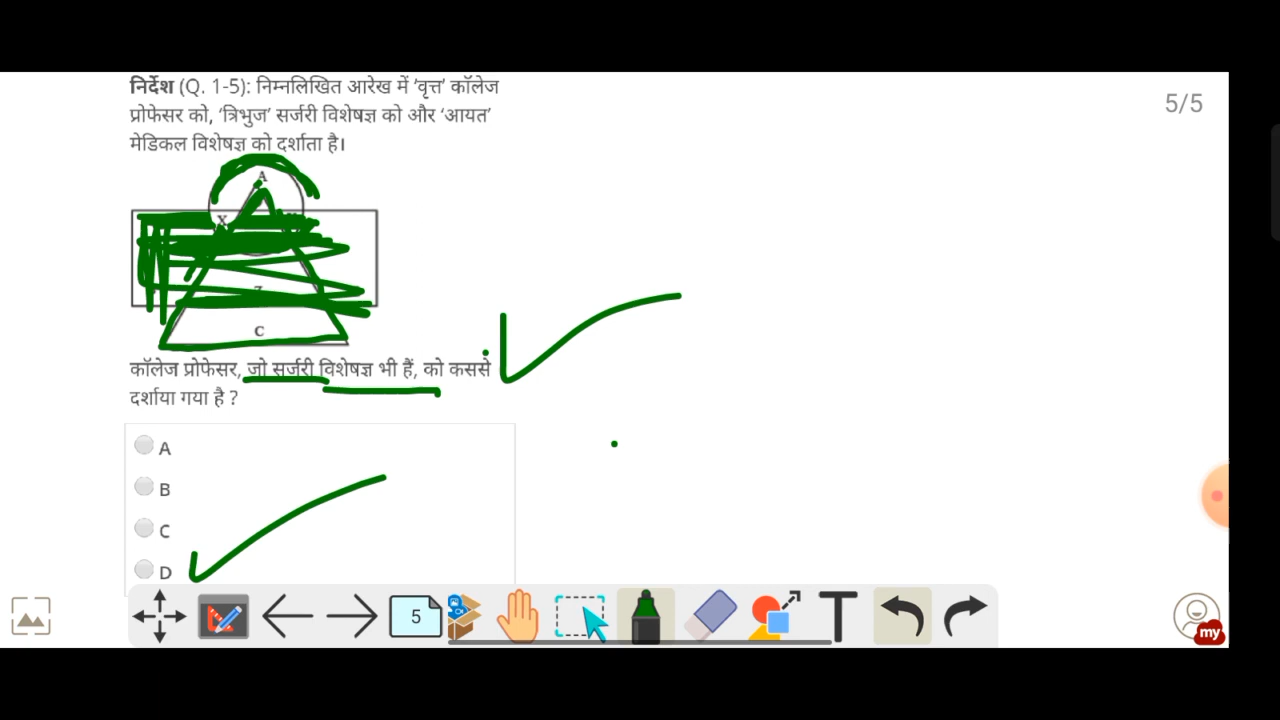 निर्देश (Q. 1-5): निम्नलिखित आरेख में ‘वृत्त’ कॉलेज
प्रोफेसर को, ‘त्रिभुज’ सर्जरी विशेषज्ञ को और ‘आयत’
मेडिकल विशेषज्ञ को दर्शाता है।
5/5
A
X
C
कॉलेज प्रोफेसर, जो सर्जरी विशेषज्ञ भी हैं, को कससे
दर्शाया गया है ?
A
B
C
D
5
T
my